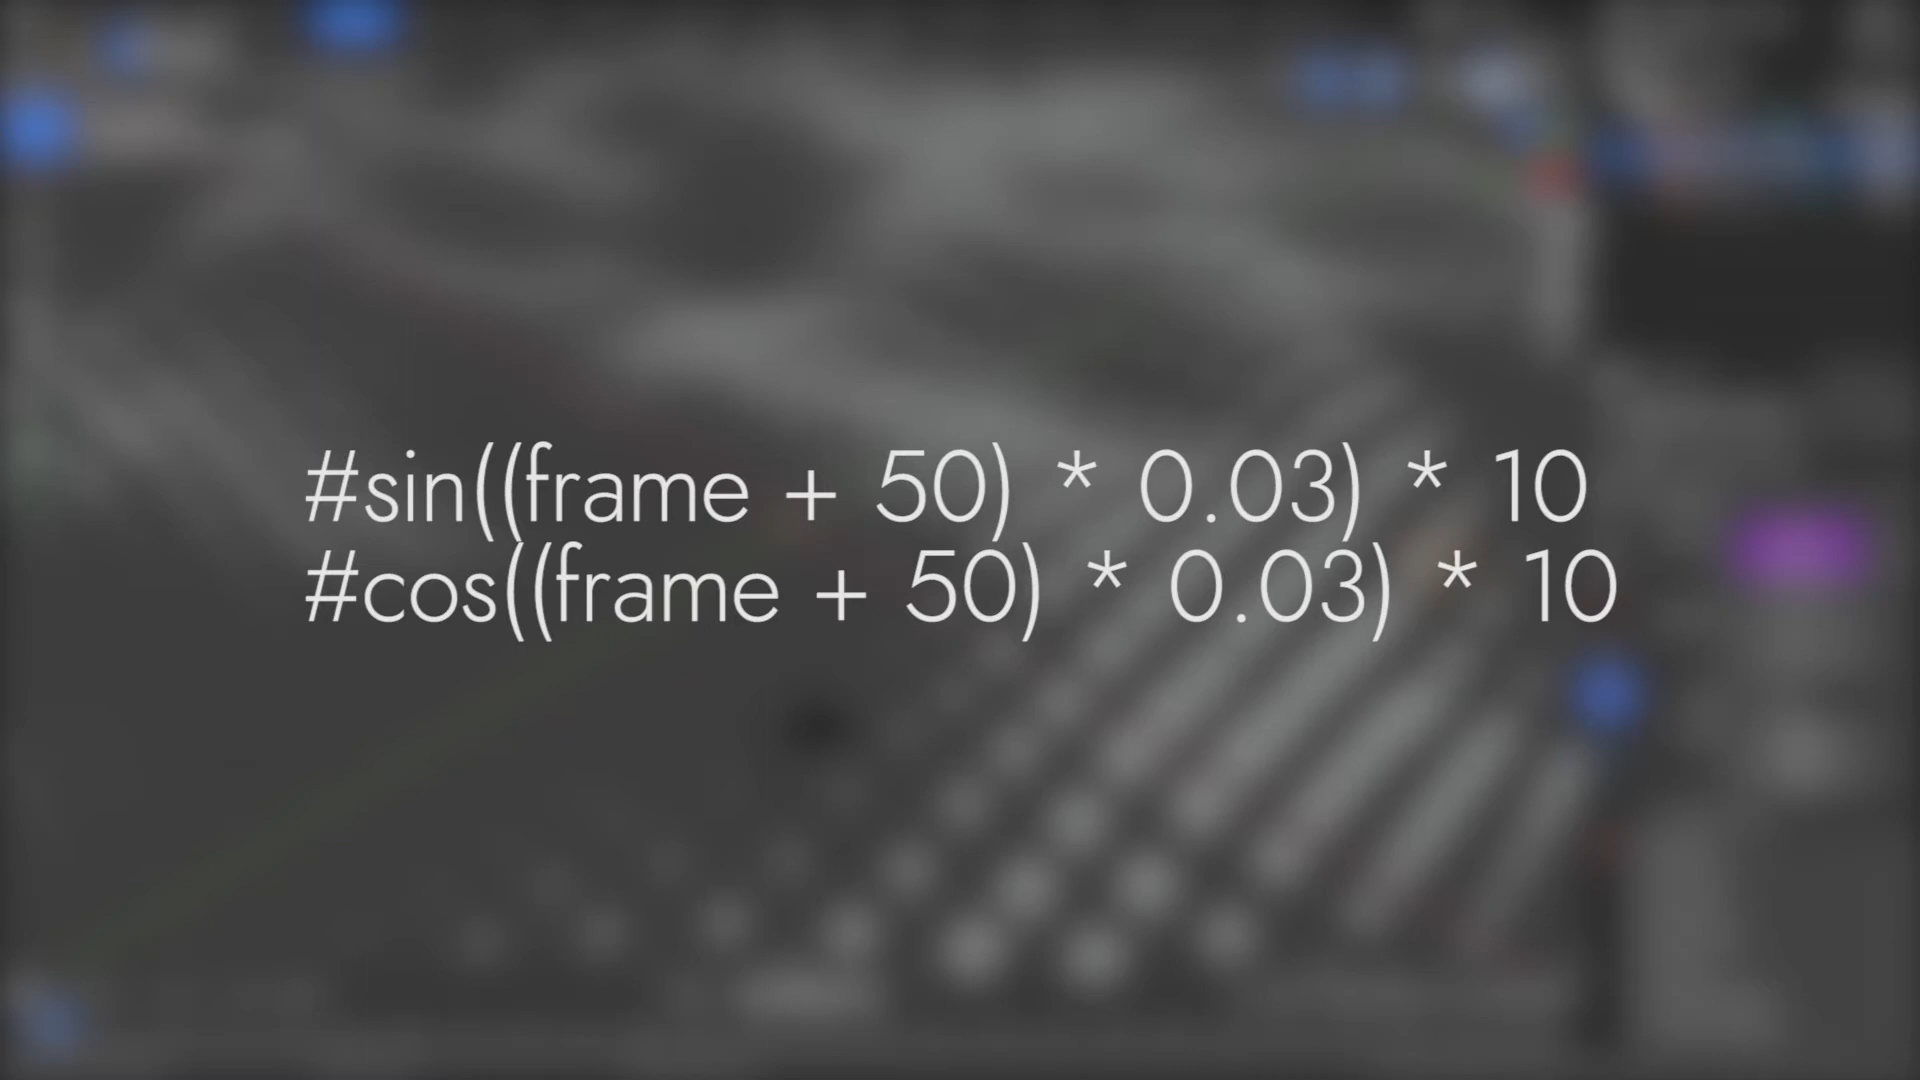 #sin((frame + 50) * 0.03) * 10
#cos((frame + 50) * 0.03) * 10